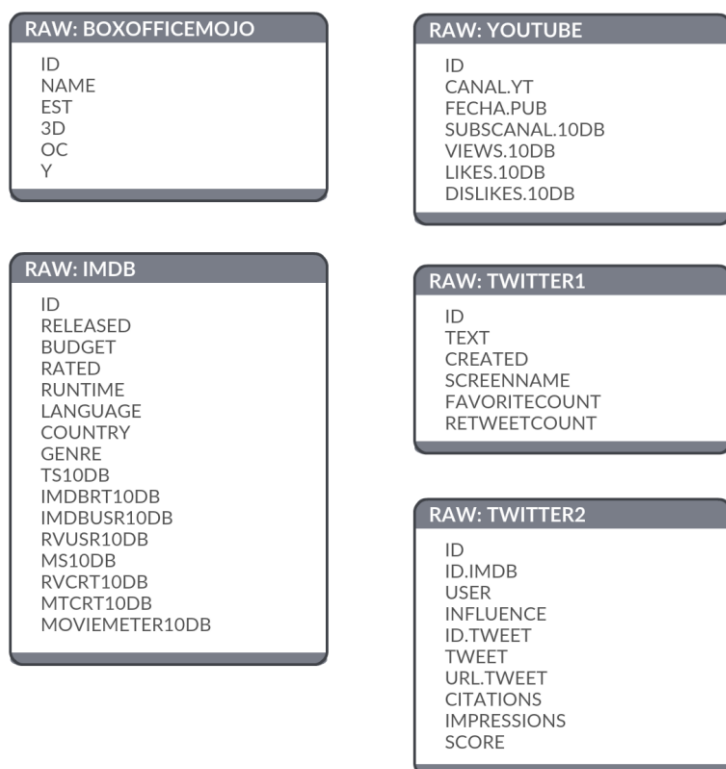 RAW: BOXOFFICEMOJO
ID
NAME
EST
3D
OC
Y
RAW: IMDB
ID
RELEASED
BUDGET
RATED
RUNTIME
LANGUAGE
COUNTRY
GENRE
TS10DB
IMDBRT10DB
IMDBUSR10DB
RVUSR10DB
MS10DB
RVCRT10DB
MTCRT10DB
MOVIEMETER10DB
RAW: YOUTUBE
ID
CANAL.YT
FECHA.PUB
SUBSCANAL.10DB
VIEWS.10DB
LIKES.10DB
DISLIKES.10DB
RAW: TWITTER1
ID
TEXT
CREATED
SCREENNAME
FAVORITECOUNT
RETWEETCOUNT
RAW: TWITTER2
ID
ID.IMDB
USER
INFLUENCE
ID.TWEET
TWEET
URL.TWEET
CITATIONS
IMPRESSIONS
SCORE